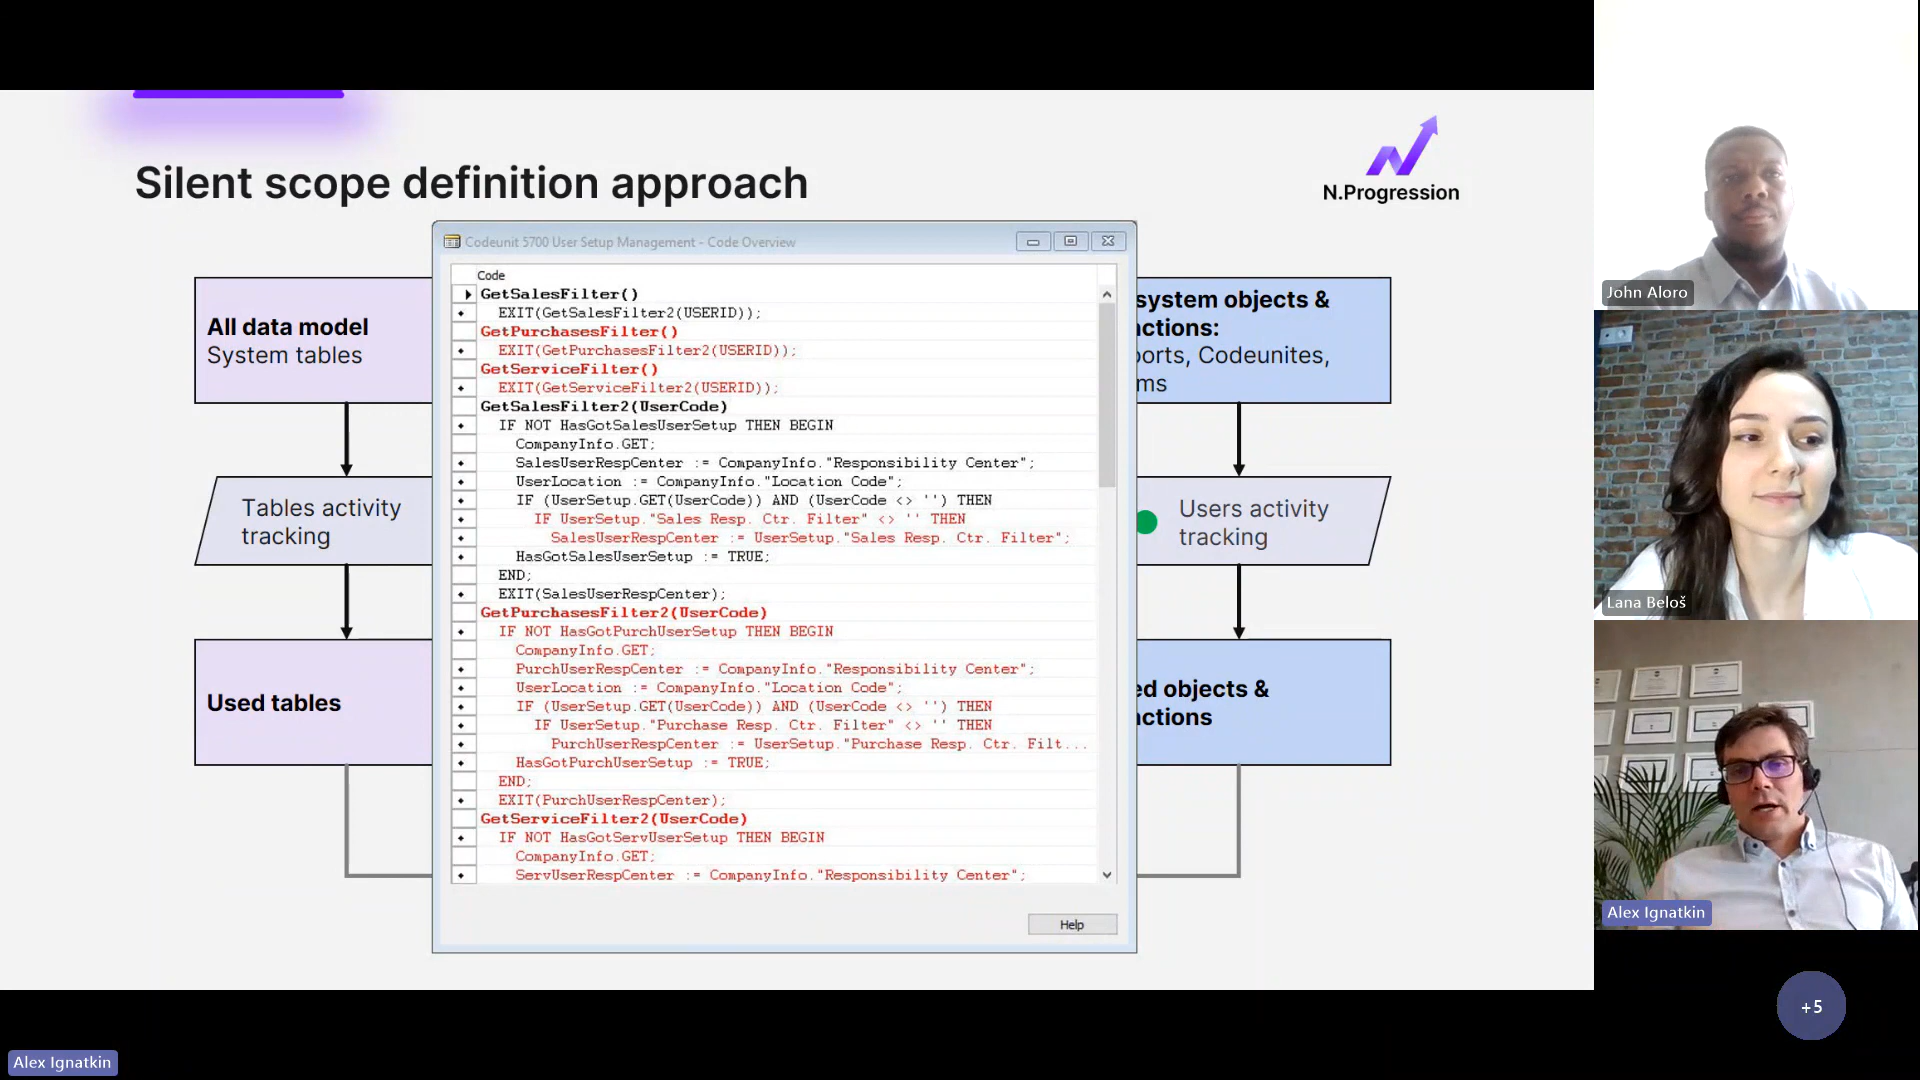 Silent scope definition approach
N.Progression
All data model
System tables
Tables activity
tracking
Used tables
Codeunit 5700 User Setup Management - Code Overview
Code
GetSalesFilter()
EXIT(GetSalesFilter2(USERID));
GetPurchasesFilter()
EXIT(GetPurchasesFilter2(USERID));
GetServiceFilter()
EXIT(GetServiceFilter2(USERID));
GetSalesFilter2(UserCode)
IF NOT HasGotSalesUserSetup THEN BEGIN
CompanyInfo.GET;
SalesUserRespCenter := CompanyInfo."Responsibility Center";
UserLocation := CompanyInfo."Location Code";
IF (UserSetup.GET(UserCode)) AND (UserCode <> '') THEN
IF UserSetup."Sales Resp. Ctr. Filter" <> '' THEN
SalesUserRespCenter := UserSetup."Sales Resp. Ctr. Filter";
HasGotSalesUserSetup := TRUE;
END;
EXIT(SalesUserRespCenter);
GetPurchasesFilter2(UserCode)
IF NOT HasGotPurchUserSetup THEN BEGIN
CompanyInfo.GET;
PurchUserRespCenter := CompanyInfo."Responsibility Center";
UserLocation := CompanyInfo."Location Code";
IF (UserSetup.GET(UserCode)) AND (UserCode <> '') THEN
IF UserSetup."Purchase Resp. Ctr. Filter" <> '' THEN
PurchUserRespCenter := UserSetup."Purchase Resp. Ctr. Filt...
HasGotPurchUserSetup := TRUE;
END;
EXIT(PurchUserRespCenter);
GetServiceFilter2(UserCode)
IF NOT HasGotServUserSetup THEN BEGIN
CompanyInfo.GET;
ServUserRespCenter := CompanyInfo."Responsibility Center";
Help
system objects &
ctions:
orts, Codeunites,
ms
Users activity
tracking
ed objects &
ctions
John Aloro
Lana Beloš
Alex Ignatkin
+5
Alex Ignatkin